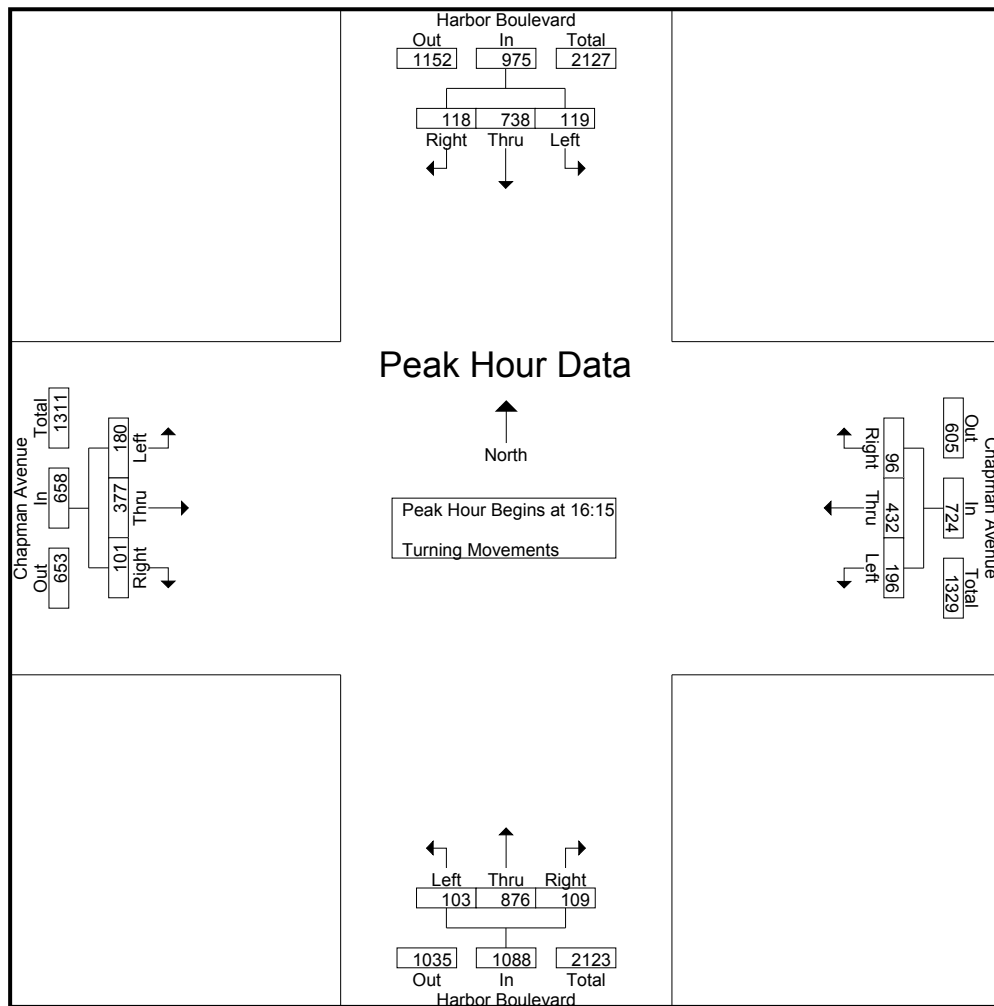 Harbor Boulevard
Out In Total
1152 975 2127
118 738 119
Right Thru Left
Peak Hour Data
North
Peak Hour Begins at 16:15
Turning Movements
Chapman Avenue
Total In Out
1311 658 653
180 377 101
Left Thru Right
Chapman Avenue
Out In Total
605 724 1329
96 432 196
Right Thru Left
Left Thru Right
103 876 109
1035 1088 2123
Out In Total
Harbor Boulevard